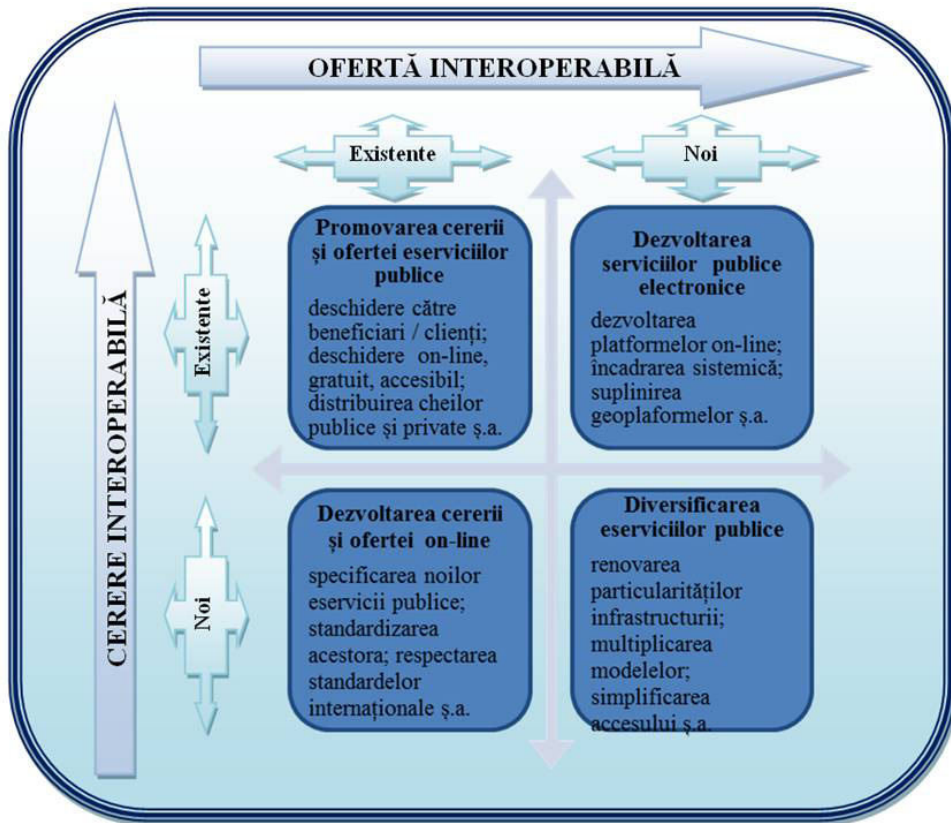 OFERTĂ INTEROPERABILĂ
Existente
Noi
CERERE INTEROPERABILĂ
Existente
Promovarea cererii
și ofertei eserviciilor
publice
deschidere către
beneficiari / clienți;
deschidere on-line,
gratuit, accesibil;
distribuirea cheilor
publice și private ș.a.
Dezvoltarea
serviciilor publice
electronice
dezvoltarea
platformelor on-line;
încadrarea sistemică;
suplinirea
geoplaformelor ș.a.
Noi
Dezvoltarea cererii
și ofertei on-line
specificarea noilor
eservicii publice;
standardizarea
acestora; respectarea
standardelor
internaționale ș.a.
Diversificarea
eserviciilor publice
renovarea
particularităților
infrastructurii;
multiplicarea
modelelor;
simplificarea
accesului ș.a.